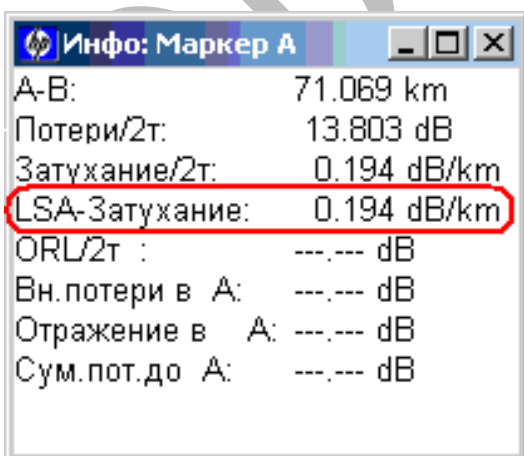 Инфо: Маркер A
A-B: 71.069 km
Потери/2т: 13.803 dB
Затухание/2т: 0.194 dB/km
LSA-Затухание: 0.194 dB/km
ORL/2т : ---.--- dB
Вн.потери в A: ---.--- dB
Отражение в A: ---.--- dB
Сум.пот.до A: ---.--- dB